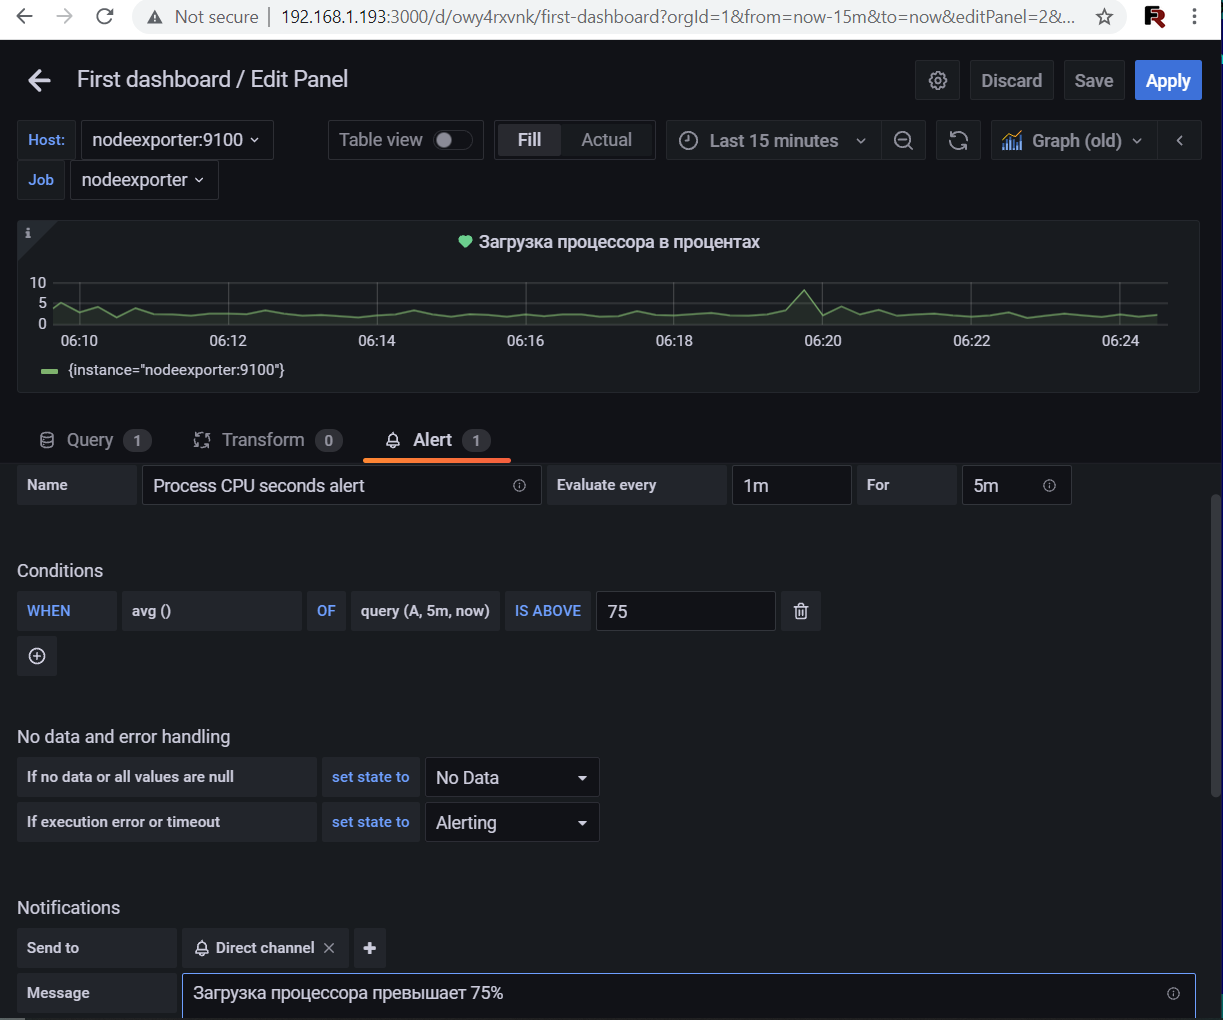 Not secure | 192.168.1.193:3000/d/owy4rxvnk/first-dashboard?orgId=1&from=now-15m&to=now&editPanel=2&...
First dashboard / Edit Panel
Discard
Save
Apply
Host: nodeexporter:9100
Table view
Fill
Actual
Last 15 minutes
Graph (old)
Job nodeexporter
i
Загрузка процессора в процентах
10
5
0
06:10 06:12 06:14 06:16 06:18 06:20 06:22 06:24
{instance="nodeexporter:9100"}
Query 1 Transform 0 Alert 1
Name Process CPU seconds alert Evaluate every 1m For 5m
Conditions
WHEN avg () OF query (A, 5m, now) IS ABOVE 75
No data and error handling
If no data or all values are null set state to No Data
If execution error or timeout set state to Alerting
Notifications
Send to Direct channel
Message Загрузка процессора превышает 75%